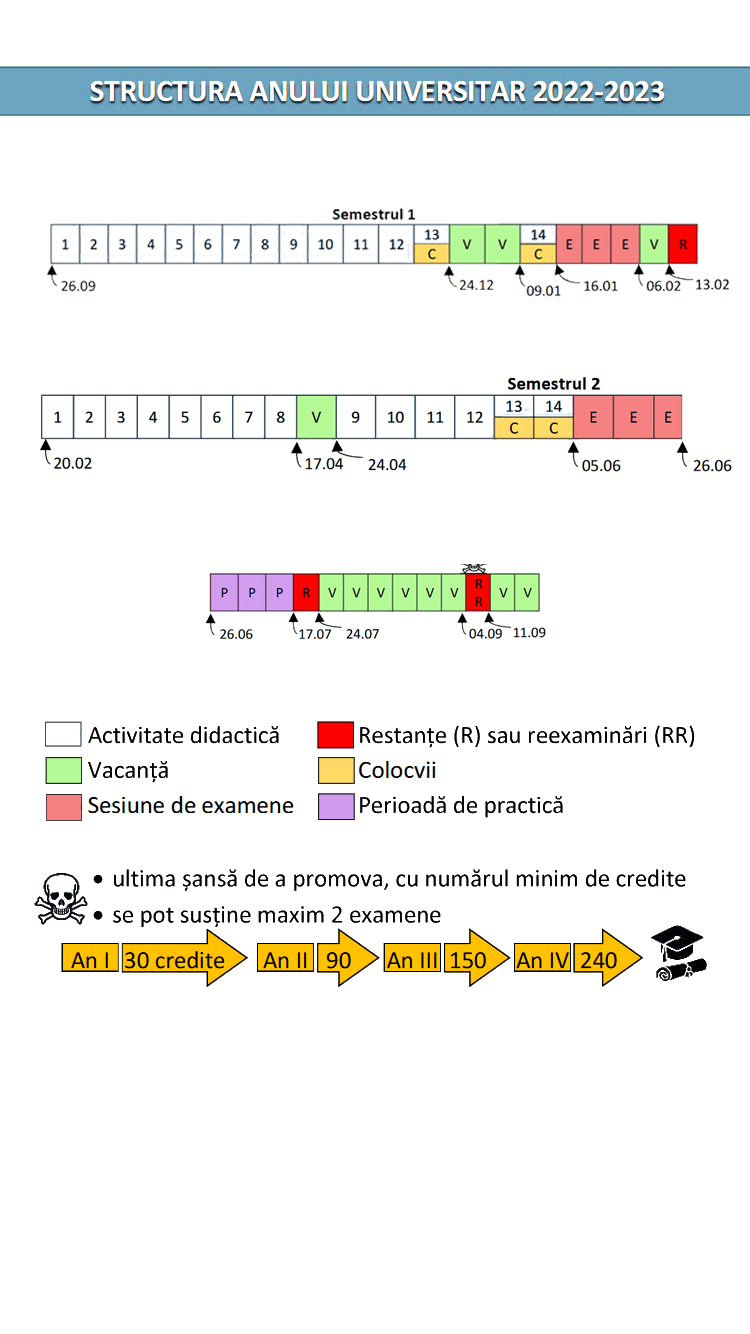 STRUCTURA ANULUI UNIVERSITAR 2022-2023
Semestrul 1
1 2 3 4 5 6 7 8 9 10 11 12 13 C V V 14 C E E E V R
26.09 24.12 09.01 16.01 06.02 13.02
Semestrul 2
1 2 3 4 5 6 7 8 V 9 10 11 12 13 C 14 C E E E
20.02 17.04 24.04 05.06 26.06
P P P R V V V V V V R R V V
26.06 17.07 24.07 04.09 11.09
Activitate didactică Restanțe (R) sau reexaminări (RR)
Vacanță Colocvii
Sesiune de examene Perioadă de practică
• ultima șansă de a promova, cu numărul minim de credite
• se pot susține maxim 2 examene
An I 30 credite An II 90 An III 150 An IV 240